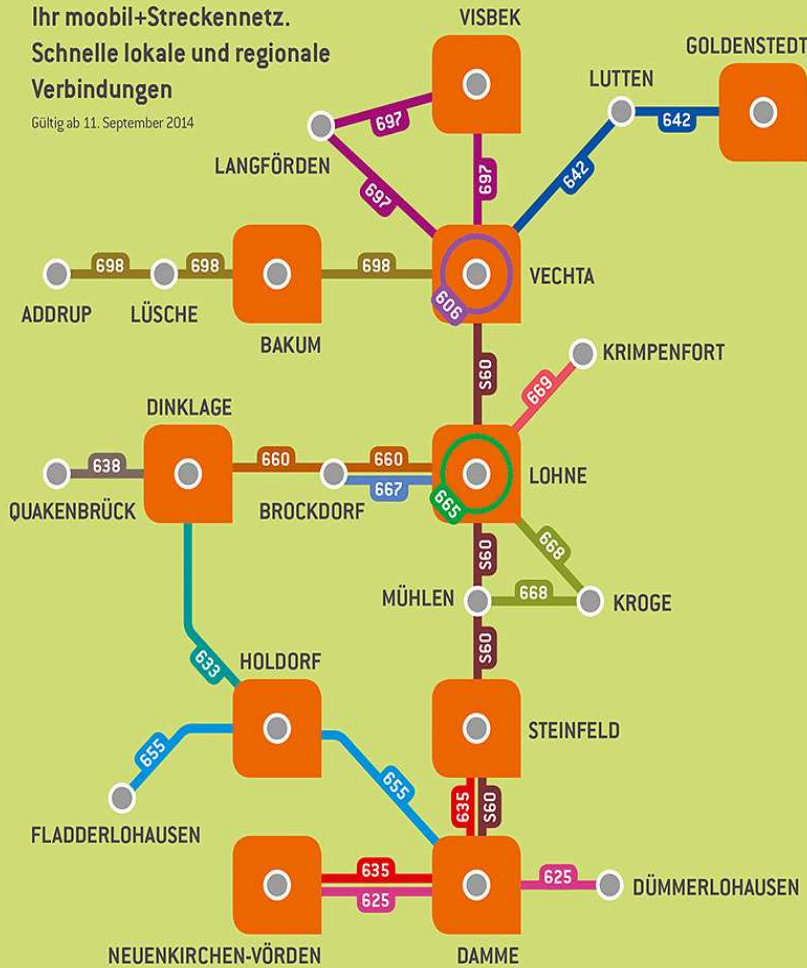 Ihr moobil+Streckennetz.
Schnelle lokale und regionale
Verbindungen
Gültig ab 11. September 2014
VISBEK
GOLDENSTEDT
LUTTEN
697
642
LANGFÖRDEN
697
697
642
698
698
698
606
VECHTA
ADDRUP
LÜSCHE
BAKUM
S60
KRIMPENFORT
669
DINKLAGE
638
660
660
667
665
LOHNE
QUAKENBRÜCK
BROCKDORF
S60
668
MÜHLEN
668
KROGE
633
HOLDORF
S60
STEINFELD
655
655
635
S60
FLADDERLOHAUSEN
635
625
625
DÜMMERLOHAUSEN
NEUENKIRCHEN-VÖRDEN
DAMME